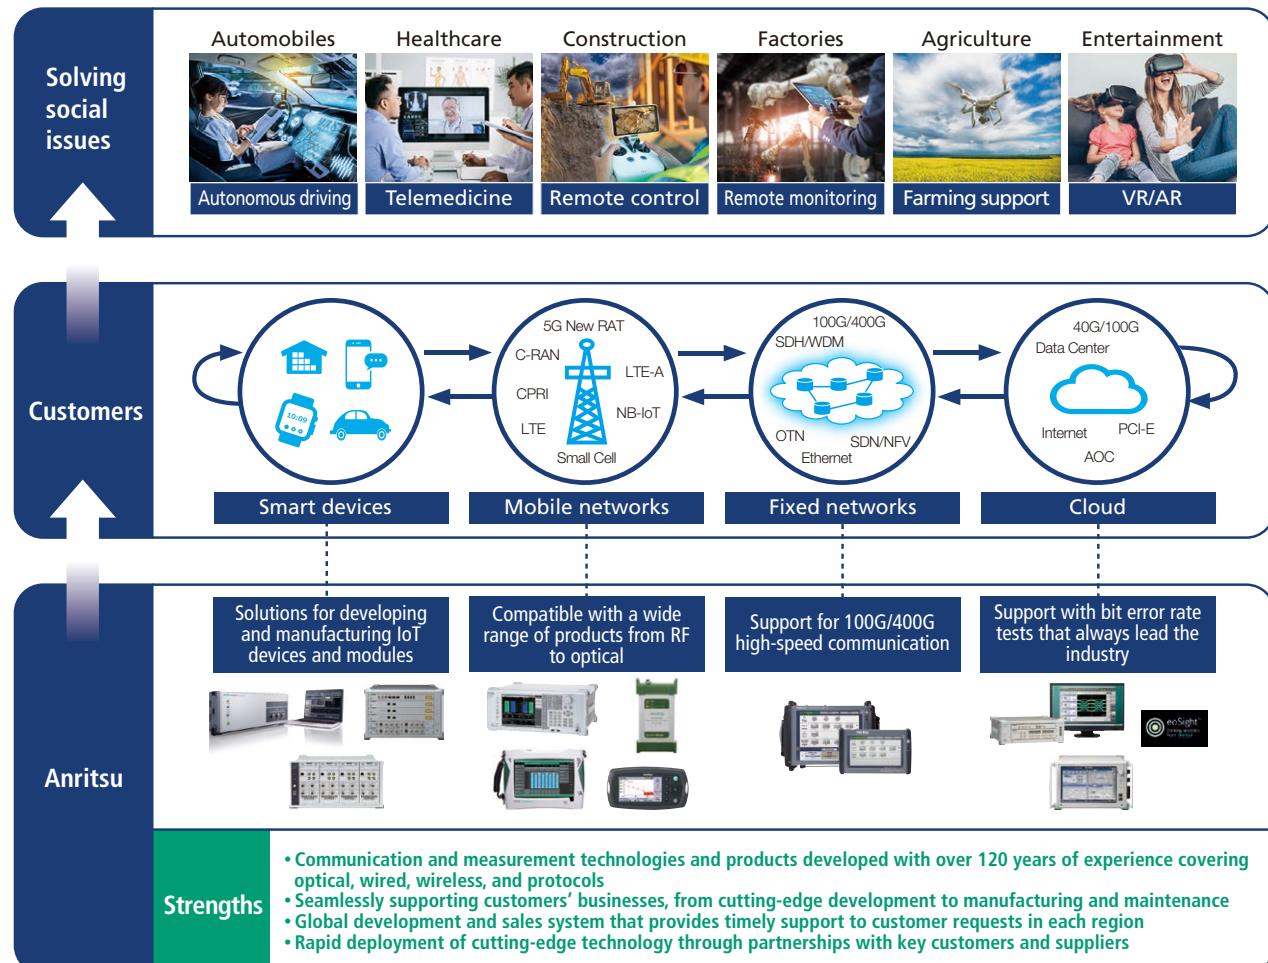 Solving
social
issues
Automobiles
Healthcare
Construction
Factories
Agriculture
Entertainment
Autonomous driving
Telemedicine
Remote control
Remote monitoring
Farming support
VR/AR
Customers
10:09
Smart devices
5G New RAT
C-RAN
LTE-A
CPRI
NB-IoT
LTE
Small Cell
Mobile networks
100G/400G
SDH/WDM
OTN
SDN/NFV
Ethernet
Fixed networks
40G/100G
Data Center
Internet
PCI-E
AOC
Cloud
Anritsu
Solutions for developing
and manufacturing IoT
devices and modules
Compatible with a wide
range of products from RF
to optical
Support for 100G/400G
high-speed communication
Support with bit error rate
tests that always lead the
industry
eoSight
Strengths
• Communication and measurement technologies and products developed with over 120 years of experience covering
optical, wired, wireless, and protocols
• Seamlessly supporting customers’ businesses, from cutting-edge development to manufacturing and maintenance
• Global development and sales system that provides timely support to customer requests in each region
• Rapid deployment of cutting-edge technology through partnerships with key customers and suppliers